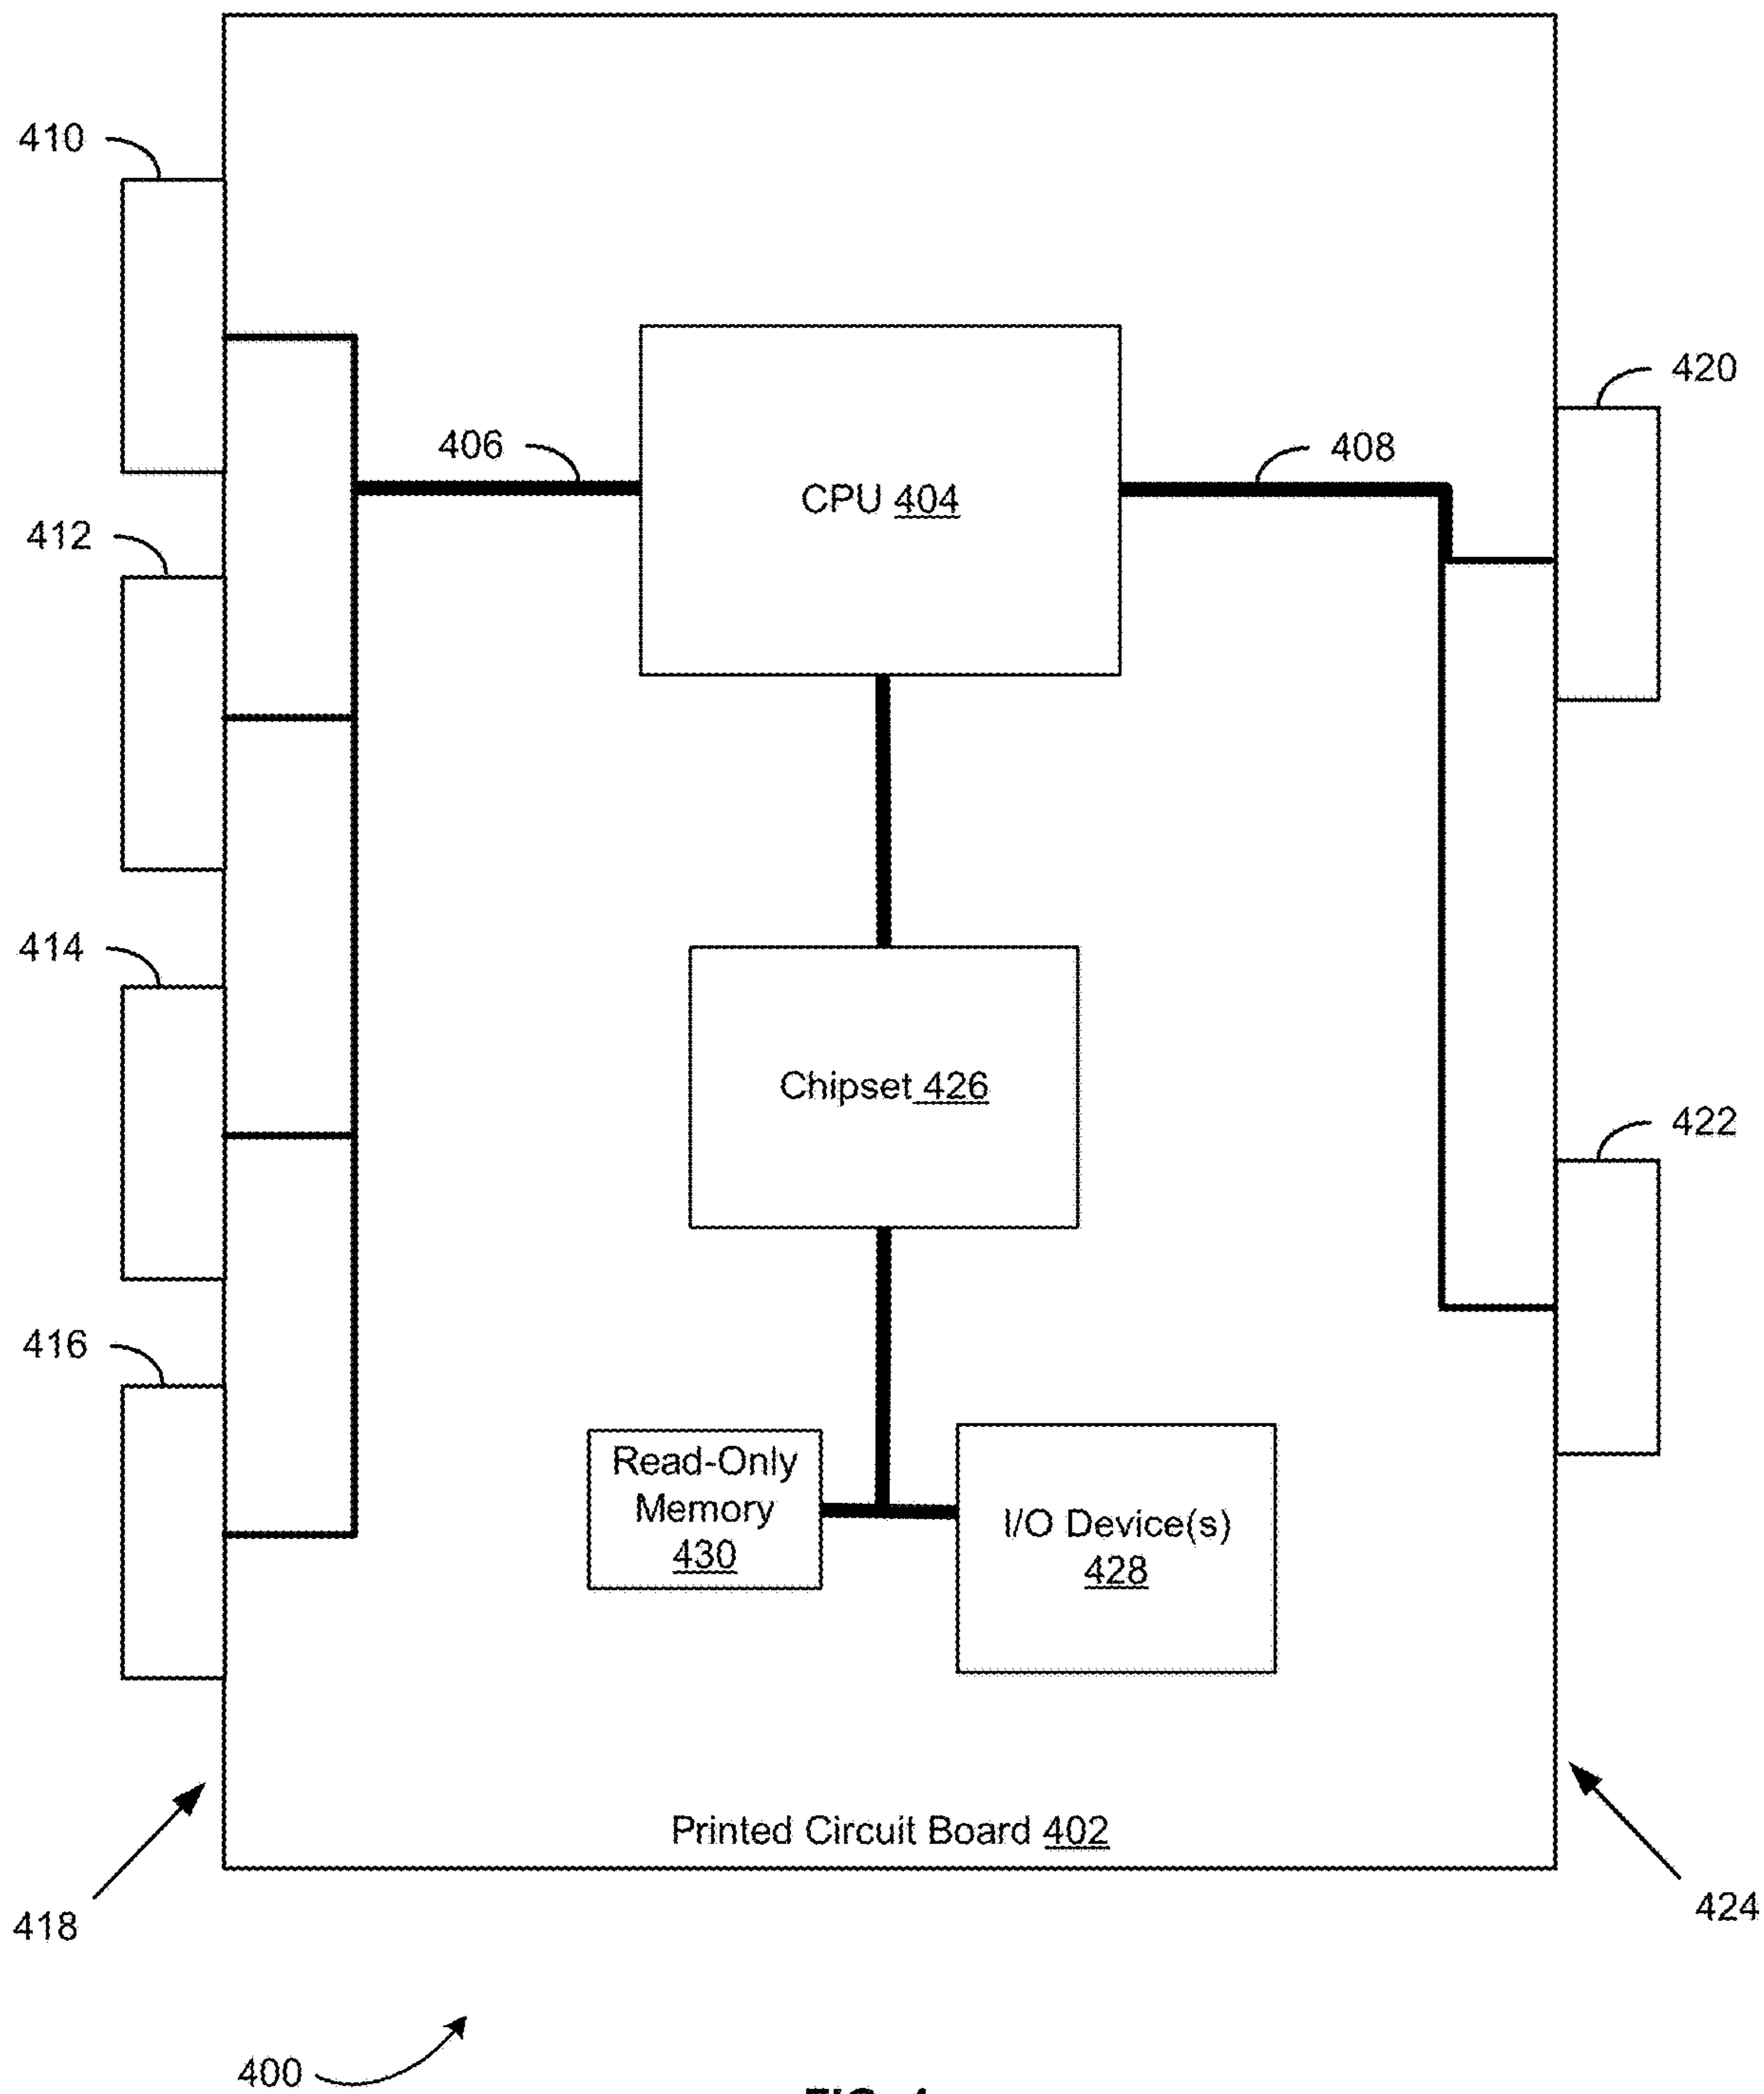 410
420
406
408
CPU 404
412
414
Chipset 426
422
416
Read-Only
Memory
430
I/O Device(s)
428
Printed Circuit Board 402
418
424
400